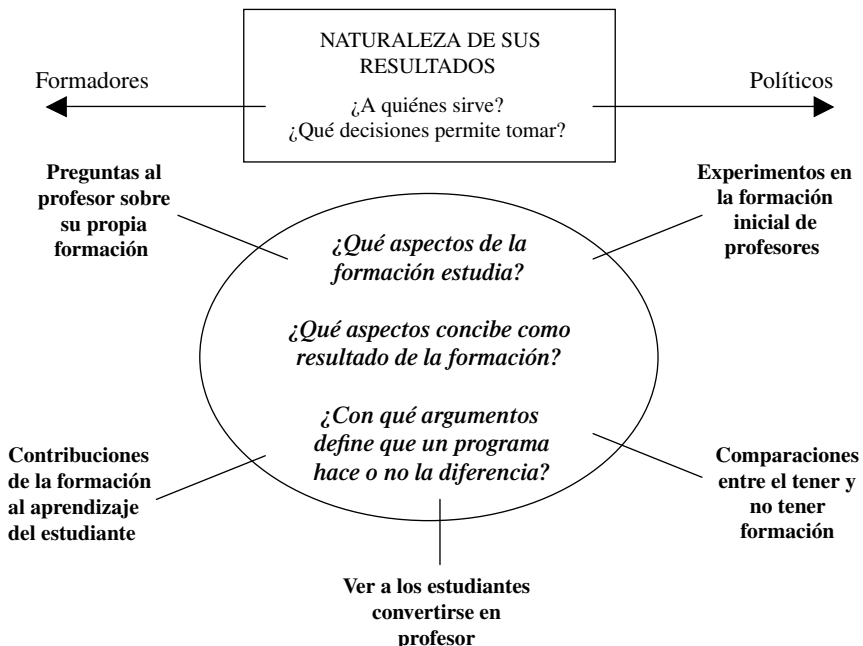 NATURALEZA DE SUS
RESULTADOS
¿A quiénes sirve?
¿Qué decisiones permite tomar?
Formadores
Políticos
Preguntas al
profesor sobre
su propia
formación
Experimentos en
la formación
inicial de
profesores
¿Qué aspectos de la
formación estudia?
¿Qué aspectos concibe como
resultado de la formación?
¿Con qué argumentos
define que un programa
hace o no la diferencia?
Contribuciones
de la formación
al aprendizaje
del estudiante
Comparaciones
entre el tener y
no tener
formación
Ver a los estudiantes
convertirse en
profesor